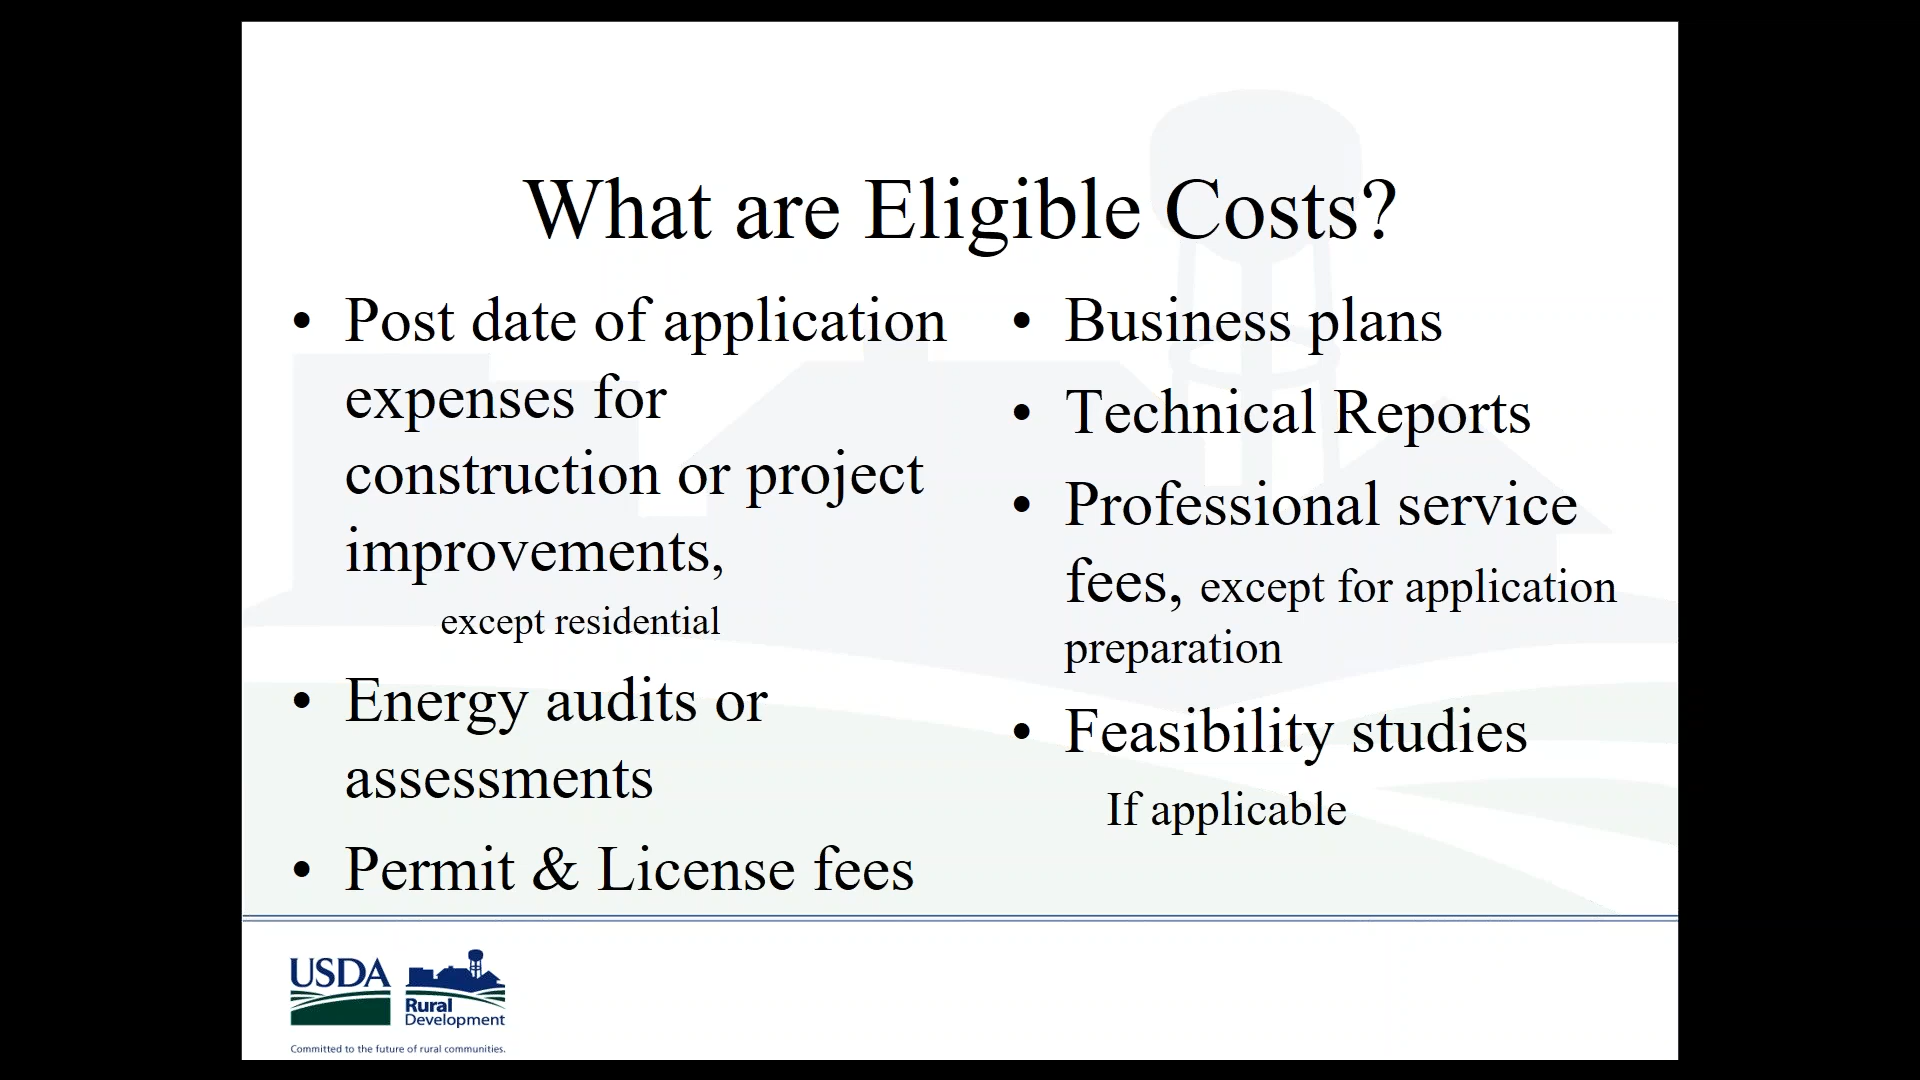 What are Eligible Costs?
• Post date of application
expenses for
construction or project
improvements,
except residential
• Energy audits or
assessments
• Permit & License fees
• Business plans
• Technical Reports
• Professional service
fees, except for application
preparation
• Feasibility studies
If applicable
USDA
Rural
Development
Committed to the future of rural communities.